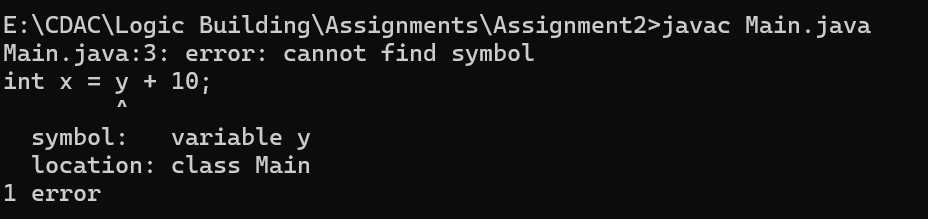 E:\CDAC\Logic Building\Assignments\Assignment2>javac Main.java
Main.java:3: error: cannot find symbol
int x = y + 10;
        ^
  symbol:   variable y
  location: class Main
1 error